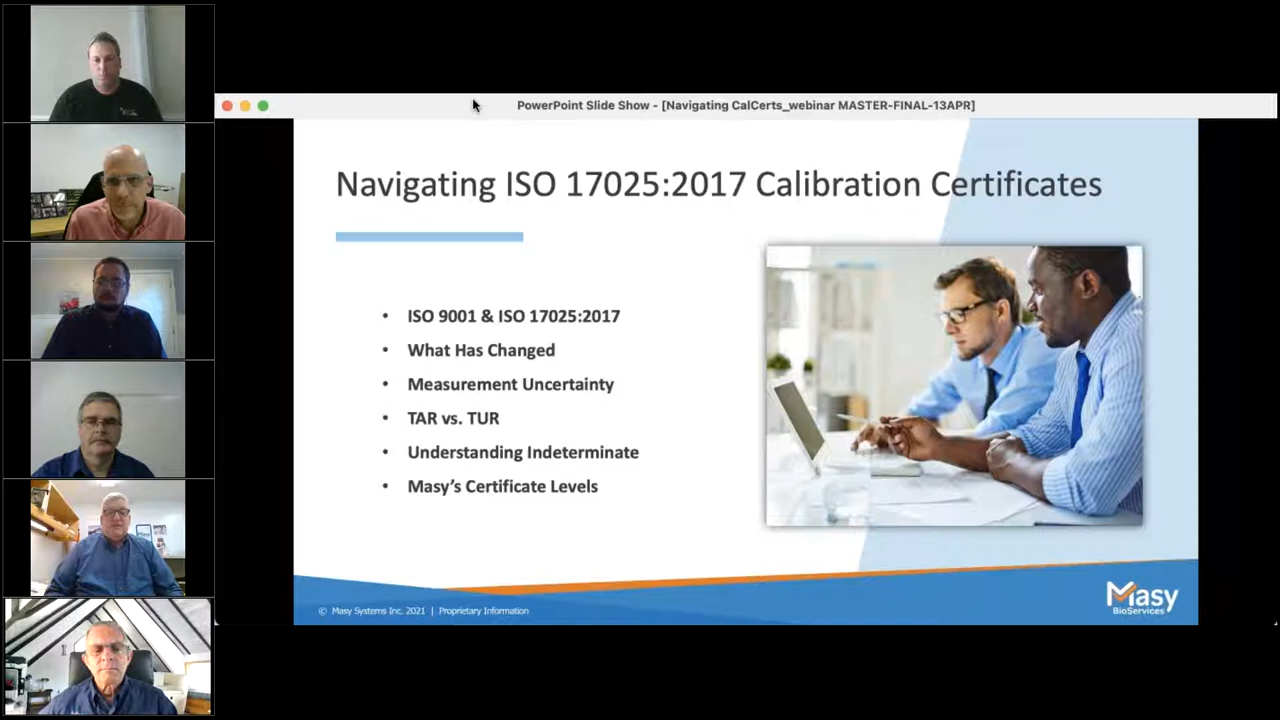 PowerPoint Slide Show - [Navigating CalCerts_webinar MASTER-FINAL-13APR]
Navigating ISO 17025:2017 Calibration Certificates
• ISO 9001 & ISO 17025:2017
• What Has Changed
• Measurement Uncertainty
• TAR vs. TUR
• Understanding Indeterminate
• Masy’s Certificate Levels
© Masy Systems Inc. 2021 | Proprietary Information
Masy
BioServices